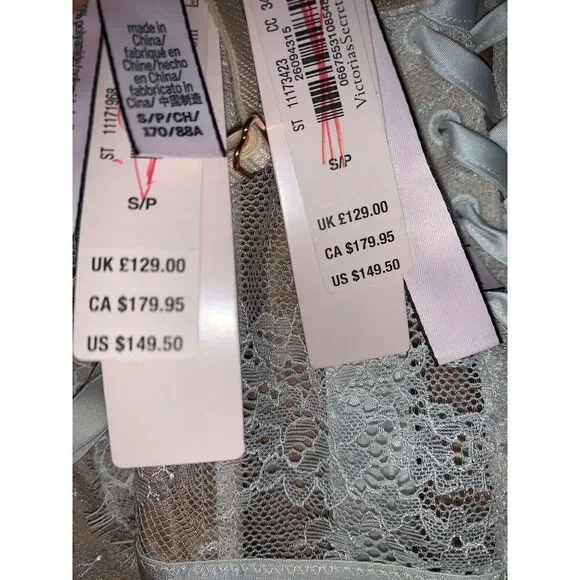 made in
China/
fabriqué en
Chine/hecho
en China/
fabbricato in
Cina/ 中国制造
S/P/CH/
170/88A
ST 11171968
S/P
UK £129.00
CA $179.95
US $149.50
ST 11173423 CC
26094315
VictoriasSecret
S/P
UK £129.00
CA $179.95
US $149.50